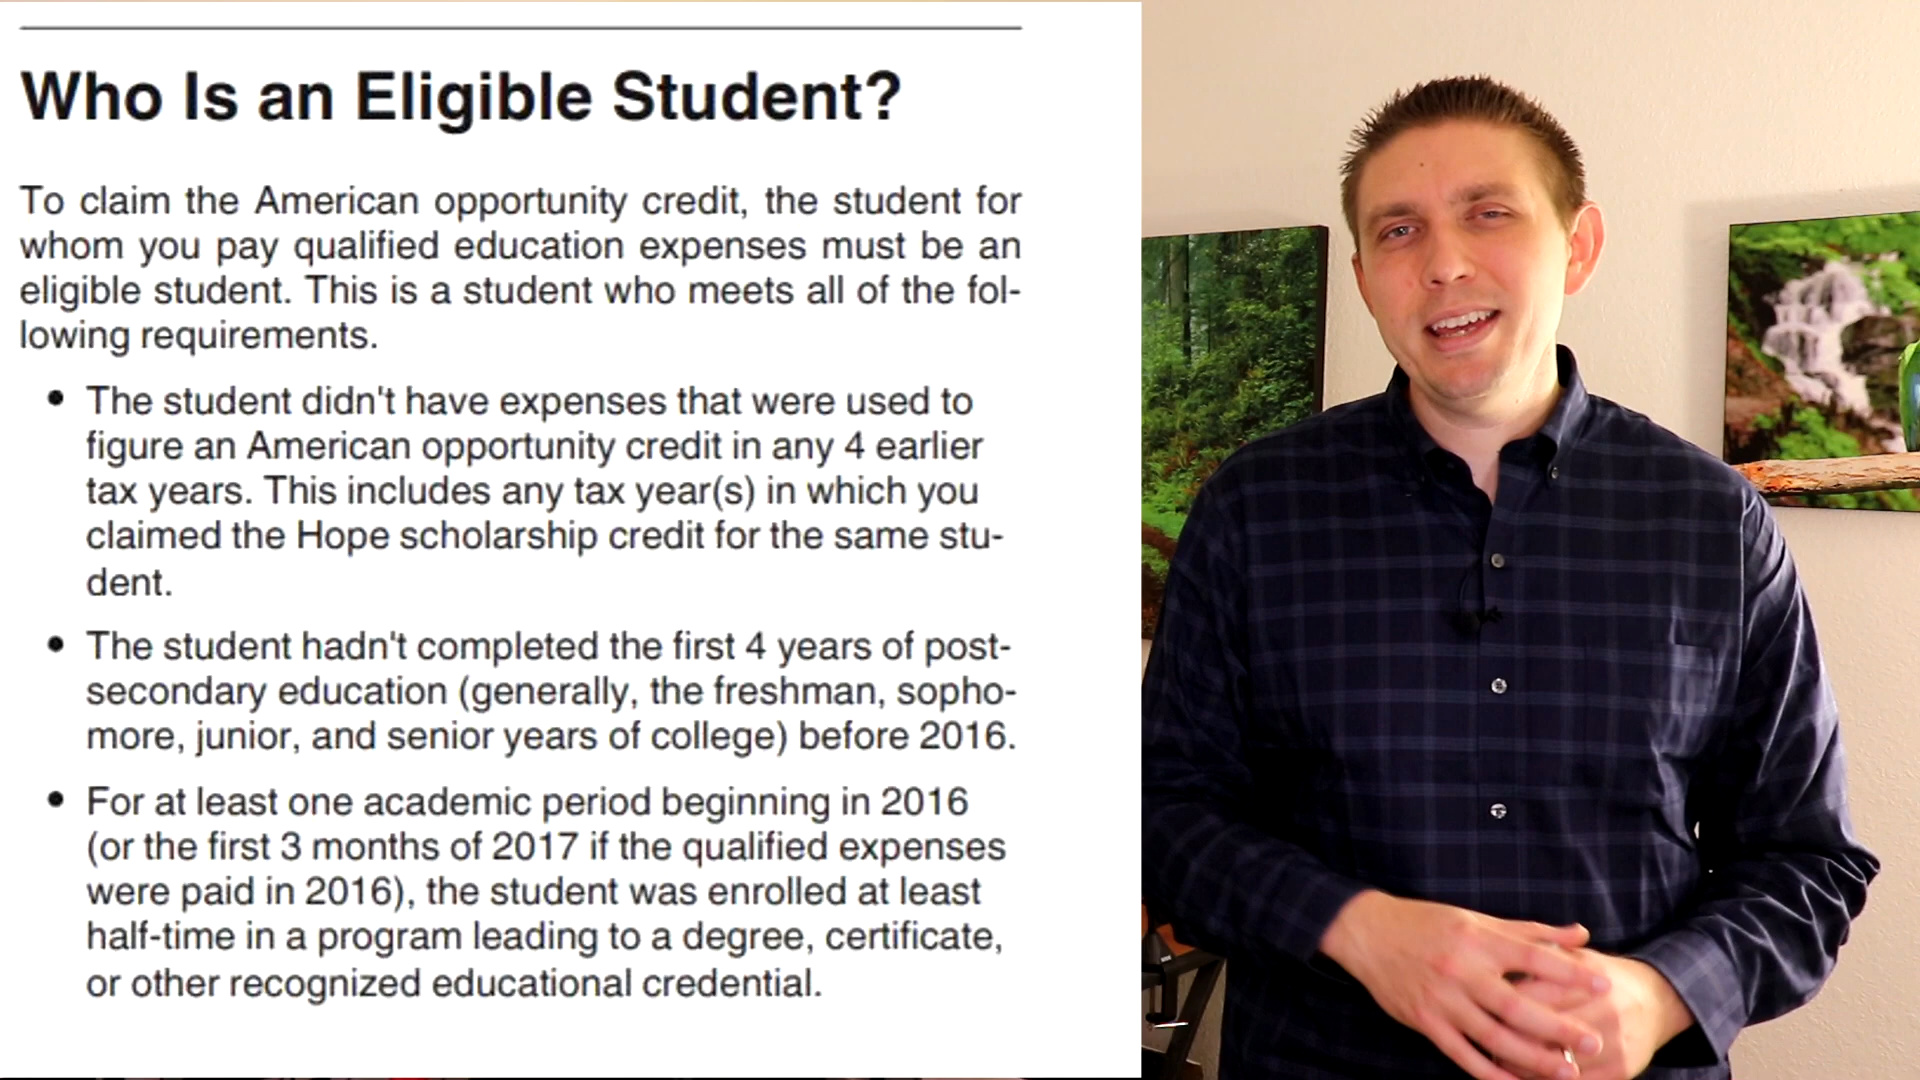 Who Is an Eligible Student?
To claim the American opportunity credit, the student for
whom you pay qualified education expenses must be an
eligible student. This is a student who meets all of the fol-
lowing requirements.
• The student didn't have expenses that were used to
figure an American opportunity credit in any 4 earlier
tax years. This includes any tax year(s) in which you
claimed the Hope scholarship credit for the same stu-
dent.
• The student hadn't completed the first 4 years of post-
secondary education (generally, the freshman, sopho-
more, junior, and senior years of college) before 2016.
• For at least one academic period beginning in 2016
(or the first 3 months of 2017 if the qualified expenses
were paid in 2016), the student was enrolled at least
half-time in a program leading to a degree, certificate,
or other recognized educational credential.